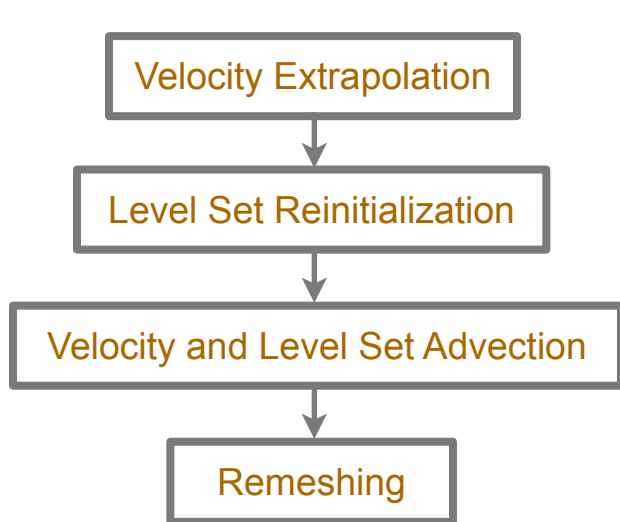 Velocity Extrapolation
Level Set Reinitialization
Velocity and Level Set Advection
Remeshing